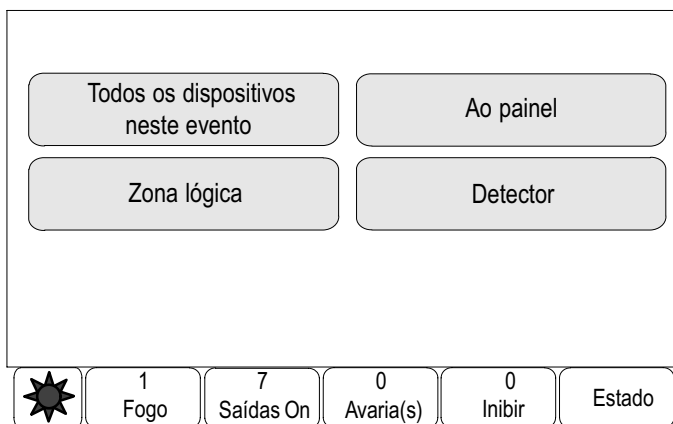 Todos os dispositivos
neste evento
Ao painel
Zona lógica
Detector
1
Fogo
7
Saídas On
0
Avaria(s)
0
Inibir
Estado